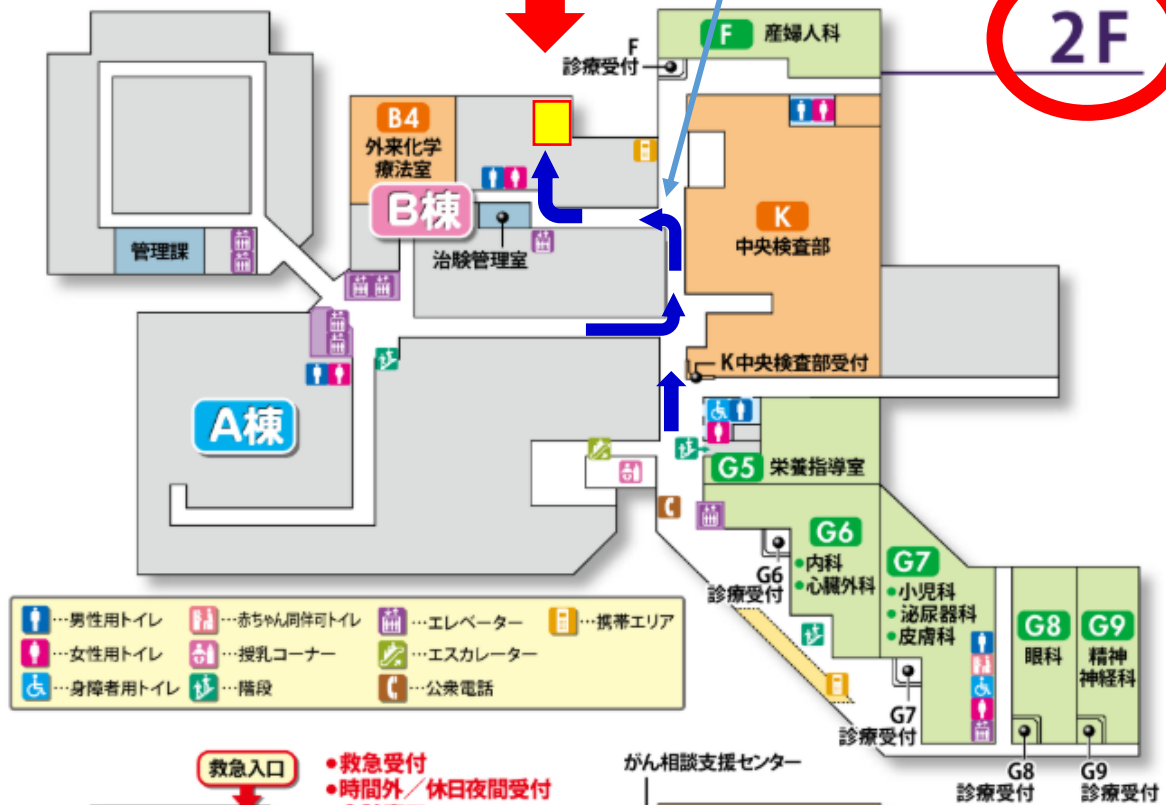 F
産婦人科
2F
F
診療受付
B4
外来化学
療法室
B棟
K
中央検査部
管理課
治験管理室
K中央検査部受付
A棟
G5
栄養指導室
G6
•内科
•心臓外科
G7
•小児科
•泌尿器科
•皮膚科
G6
診療受付
G8
眼科
G9
精神
神経科
…男性用トイレ
…赤ちゃん同伴可トイレ
…エレベーター
…携帯エリア
…女性用トイレ
…授乳コーナー
…エスカレーター
…身障者用トイレ
…階段
…公衆電話
G7
診療受付
G8
診療受付
G9
診療受付
救急入口
•救急受付
•時間外／休日夜間受付
がん相談支援センター